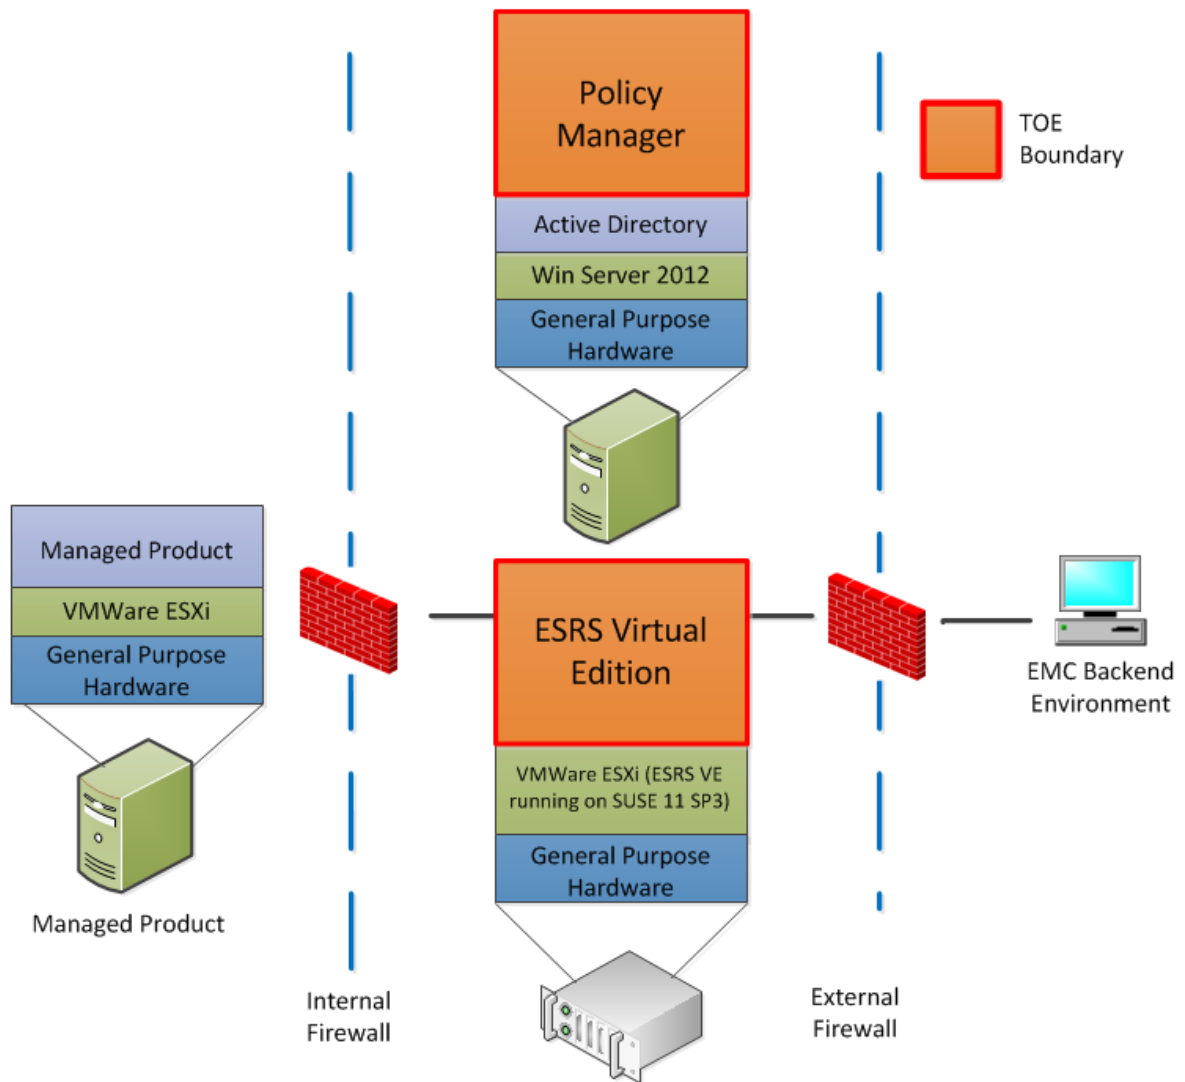 Policy
Manager
TOE
Boundary
Active Directory
Win Server 2012
General Purpose
Hardware
Managed Product
VMWare ESXi
General Purpose
Hardware
Managed Product
ESRS Virtual
Edition
VMWare ESXi (ESRS VE
running on SUSE 11 SP3)
General Purpose
Hardware
EMC Backend
Environment
Internal
Firewall
External
Firewall